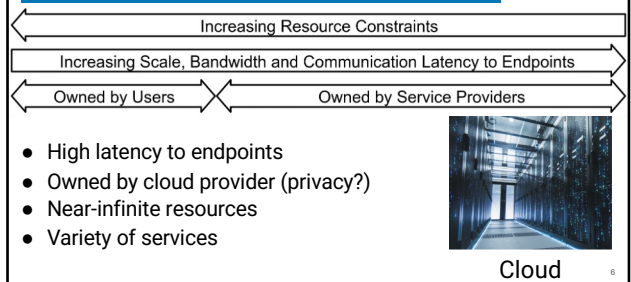 Increasing Resource Constraints
Increasing Scale, Bandwidth and Communication Latency to Endpoints
Owned by Users
Owned by Service Providers
● High latency to endpoints
● Owned by cloud provider (privacy?)
● Near-infinite resources
● Variety of services
Cloud
6